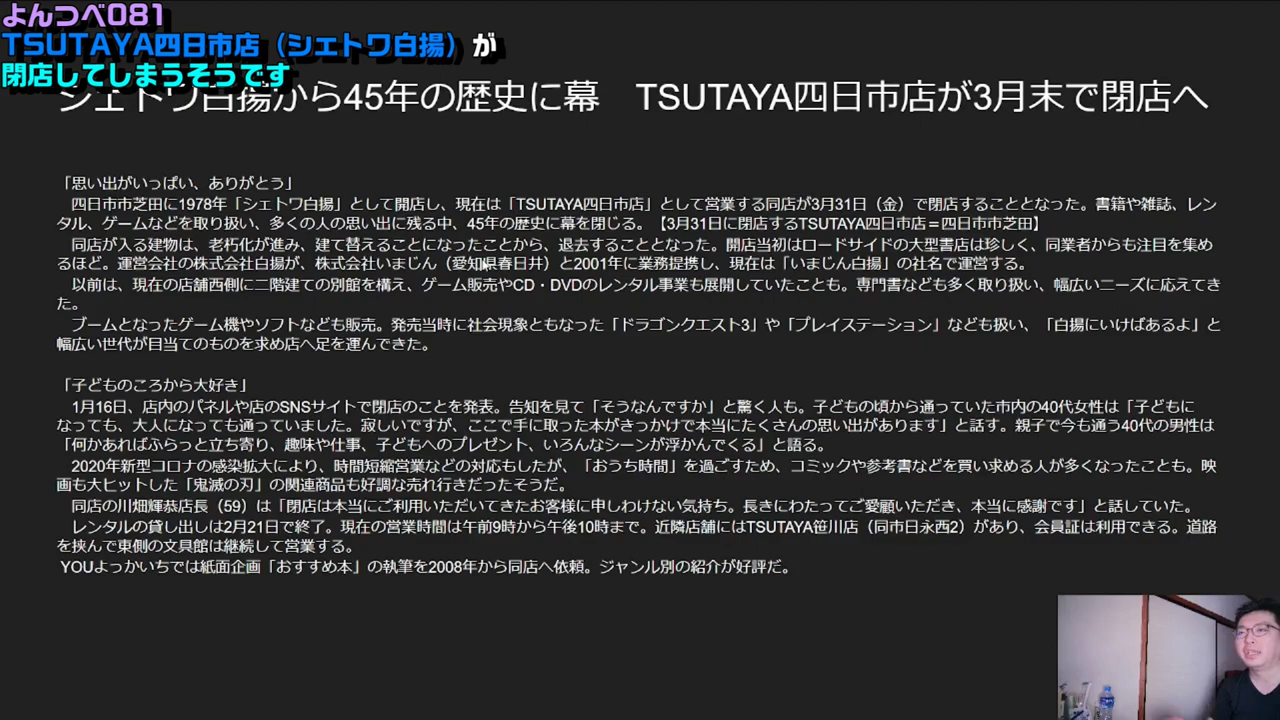 よんつべ081
TSUTAYA四日市店（シェトワ白揚）が
閉店してしまうそうです
シェトワ白揚から45年の歴史に幕　TSUTAYA四日市店が3月末で閉店へ
「思い出がいっぱい、ありがとう」
四日市市芝田に1978年「シェトワ白揚」として開店し、現在は「TSUTAYA四日市店」として営業する同店が3月31日（金）で閉店することとなった。書籍や雑誌、レン
タル、ゲームなどを取り扱い、多くの人の思い出に残る中、45年の歴史に幕を閉じる。【3月31日に閉店するTSUTAYA四日市店＝四日市市芝田】
同店が入る建物は、老朽化が進み、建て替えることになったことから、退去することとなった。開店当初はロードサイドの大型書店は珍しく、同業者からも注目を集め
るほど。運営会社の株式会社白揚が、株式会社いまじん（愛知県春日井）と2001年に業務提携し、現在は「いまじん白揚」の社名で運営する。
以前は、現在の店舗西側に二階建ての別館を構え、ゲーム販売やCD・DVDのレンタル事業も展開していたことも。専門書なども多く取り扱い、幅広いニーズに応えてき
た。
ブームとなったゲーム機やソフトなども販売。発売当時に社会現象ともなった「ドラゴンクエスト3」や「プレイステーション」なども扱い、「白揚にいけばあるよ」と
幅広い世代が目当てのものを求め店へ足を運んできた。
「子どものころから大好き」
1月16日、店内のパネルや店のSNSサイトで閉店のことを発表。告知を見て「そうなんですか」と驚く人も。子どもの頃から通っていた市内の40代女性は「子どもに
なっても、大人になっても通っていました。寂しいですが、ここで手に取った本がきっかけで本当にたくさんの思い出があります」と話す。親子で今も通う40代の男性は
「何かあればふらっと立ち寄り、趣味や仕事、子どもへのプレゼント、いろんなシーンが浮かんでくる」と語る。
2020年新型コロナの感染拡大により、時間短縮営業などの対応もしたが、「おうち時間」を過ごすため、コミックや参考書などを買い求める人が多くなったことも。映
画も大ヒットした「鬼滅の刃」の関連商品も好調な売れ行きだったそうだ。
同店の川畑輝恭店長（59）は「閉店は本当にご利用いただいてきたお客様に申しわけない気持ち。長きにわたってご愛顧いただき、本当に感謝です」と話していた。
レンタルの貸し出しは2月21日で終了。現在の営業時間は午前9時から午後10時まで。近隣店舗にはTSUTAYA笹川店（同市日永西2）があり、会員証は利用できる。道路
を挟んで東側の文具館は継続して営業する。
YOUよっかいちでは紙面企画「おすすめ本」の執筆を2008年から同店へ依頼。ジャンル別の紹介が好評だ。